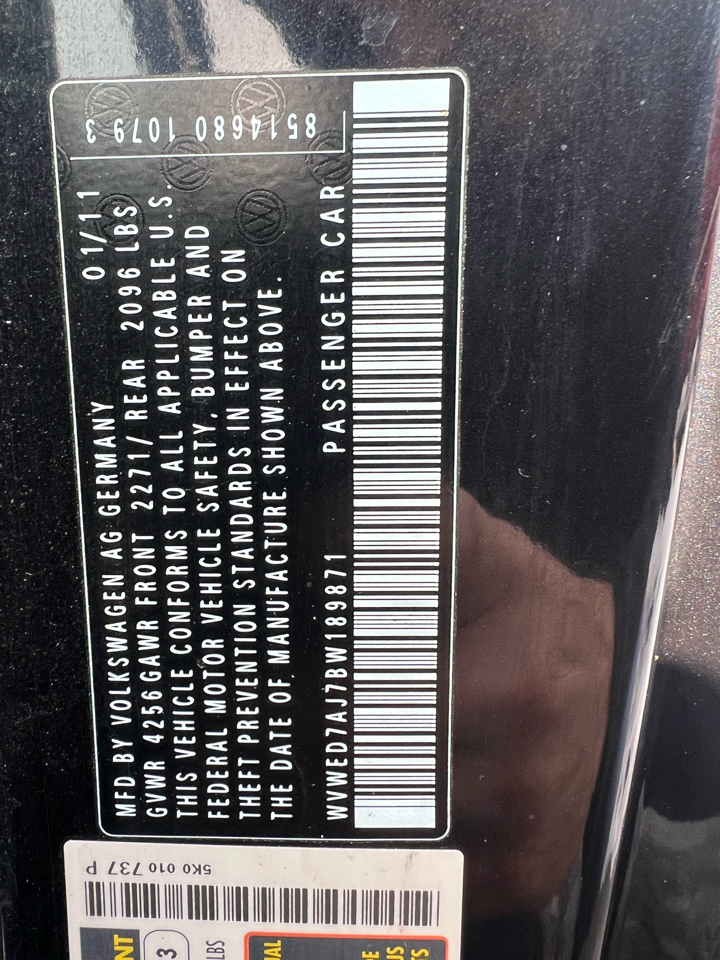 MFD BY VOLKSWAGEN AG GERMANY 01/11
GVWR 4256 GAWR FRONT 2271/ REAR 2096 LBS
THIS VEHICLE CONFORMS TO ALL APPLICABLE U.S.
FEDERAL MOTOR VEHICLE SAFETY, BUMPER AND
THEFT PREVENTION STANDARDS IN EFFECT ON
THE DATE OF MANUFACTURE SHOWN ABOVE.
WVWED7AJ7BW189871 PASSENGER CAR
8514680 1079 3
5K0 010 737 P
3
LBS